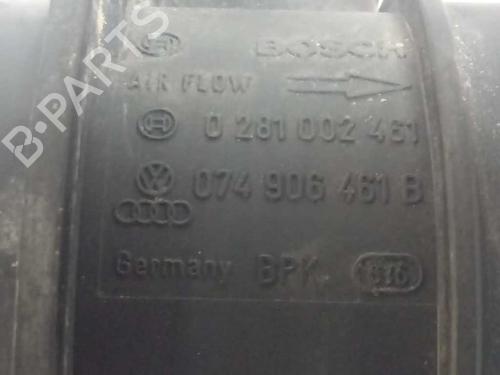 BOSCH
AIR FLOW
0 281 002 461
074 906 461 B
Germany BPK
B-PARTS